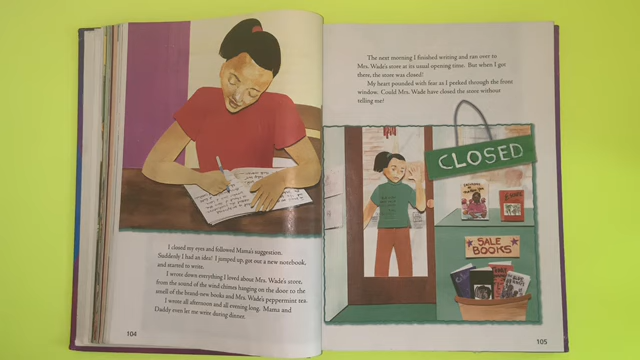 I closed my eyes and followed Mama's suggestion.
Suddenly I had an idea! I jumped up, got out a new notebook,
and started to write.
I wrote down everything I loved about Mrs. Wade's store,
from the sound of the wind chimes hanging on the door to the
smell of the brand-new books and Mrs. Wade's peppermint tea.
I wrote all afternoon and all evening long. Mama and
Daddy even let me write during dinner.
104
The next morning I finished writing and ran over to
Mrs. Wade's store at its usual opening time. But when I got
there, the store was closed!
My heart pounded with fear as I peeked through the front
window. Could Mrs. Wade have closed the store without
telling me?
CLOSED
SALE
BOOKS
105